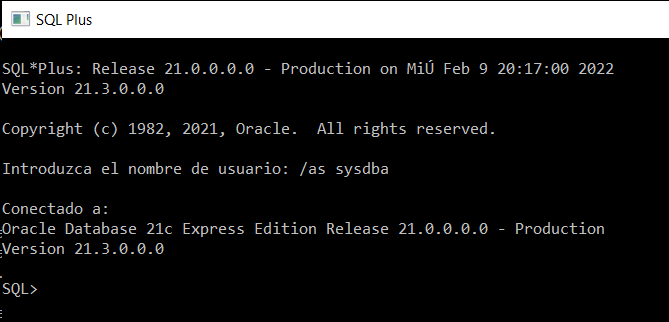 SQL Plus
SQL*Plus: Release 21.0.0.0.0 - Production on MiÚ Feb 9 20:17:00 2022
Version 21.3.0.0.0
Copyright (c) 1982, 2021, Oracle.  All rights reserved.
Introduzca el nombre de usuario: /as sysdba
Conectado a:
Oracle Database 21c Express Edition Release 21.0.0.0.0 - Production
Version 21.3.0.0.0
SQL>